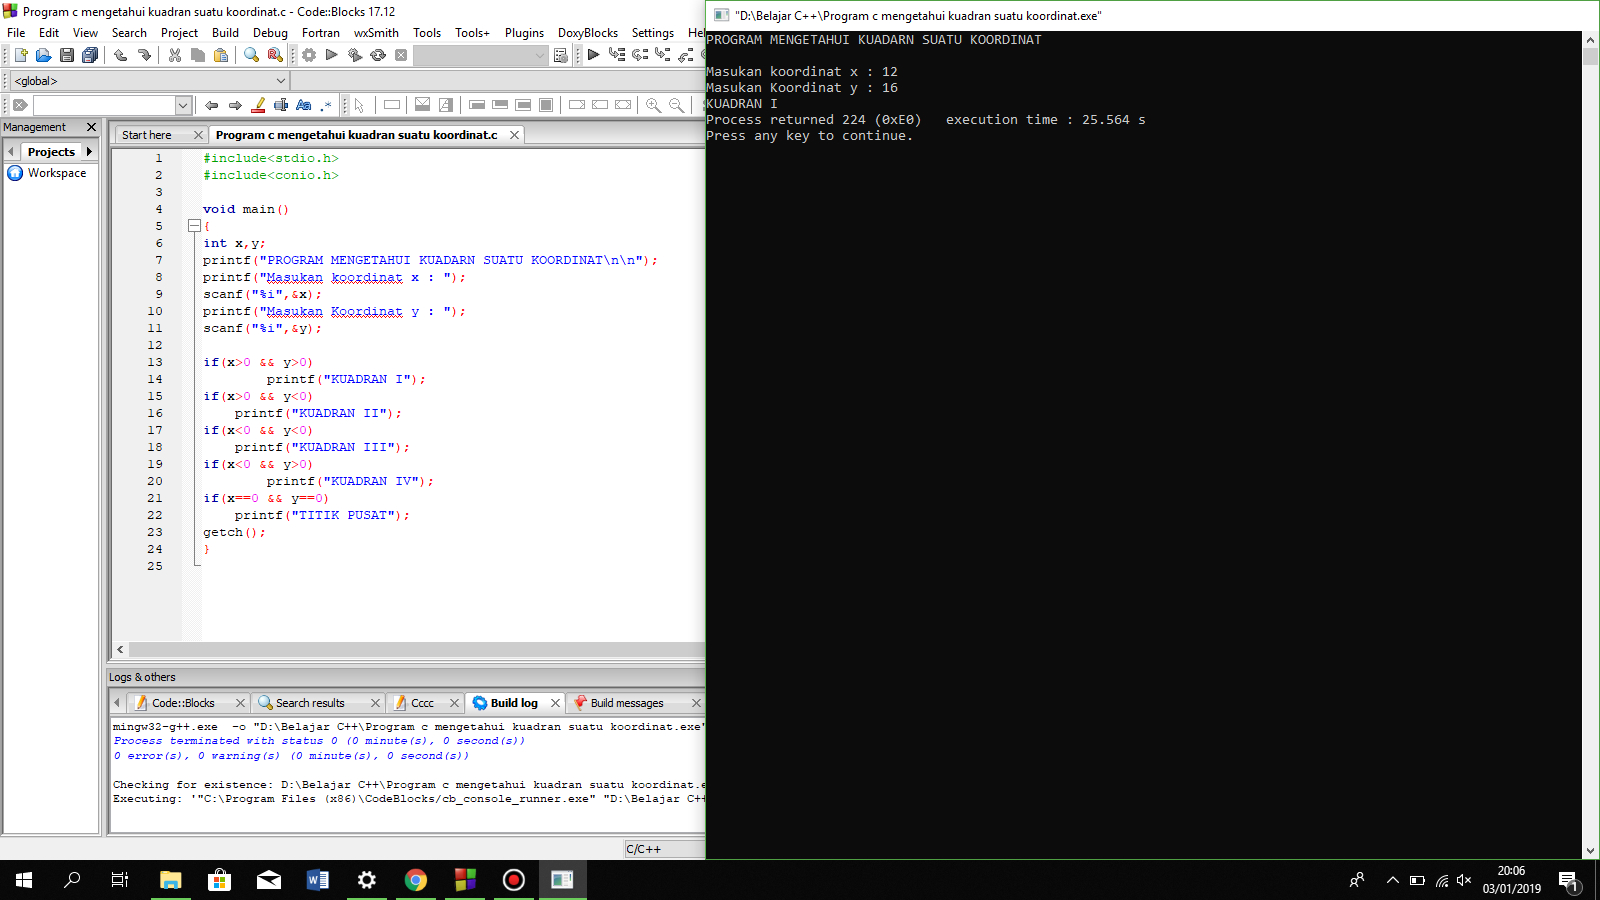 Program c mengetahui kuadran suatu koordinat.c - Code::Blocks 17.12
File Edit View Search Project Build Debug Fortran wxSmith Tools Tools+ Plugins DoxyBlocks Settings Hel
<global>
Management
Projects
Workspace
Start here
Program c mengetahui kuadran suatu koordinat.c
1 #include<stdio.h>
2 #include<conio.h>
3
4 void main()
5 {
6 int x,y;
7 printf("PROGRAM MENGETAHUI KUADARN SUATU KOORDINAT\n\n");
8 printf("Masukan koordinat x : ");
9 scanf("%i",&x);
10 printf("Masukan Koordinat y : ");
11 scanf("%i",&y);
12
13 if(x>0 && y>0)
14 printf("KUADRAN I");
15 if(x>0 && y<0)
16 printf("KUADRAN II");
17 if(x<0 && y<0)
18 printf("KUADRAN III");
19 if(x<0 && y>0)
20 printf("KUADRAN IV");
21 if(x==0 && y==0)
22 printf("TITIK PUSAT");
23 getch();
24 }
25
Logs & others
Code::Blocks Search results Cccc Build log Build messages
mingw32-g++.exe -o "D:\Belajar C++\Program c mengetahui kuadran suatu koordinat.exe"
Process terminated with status 0 (0 minute(s), 0 second(s))
0 error(s), 0 warning(s) (0 minute(s), 0 second(s))
Checking for existence: D:\Belajar C++\Program c mengetahui kuadran suatu koordinat.e
Executing: '"C:\Program Files (x86)\CodeBlocks/cb_console_runner.exe" "D:\Belajar C++
C/C++
"D:\Belajar C++\Program c mengetahui kuadran suatu koordinat.exe"
PROGRAM MENGETAHUI KUADARN SUATU KOORDINAT
Masukan koordinat x : 12
Masukan Koordinat y : 16
KUADRAN I
Process returned 224 (0xE0) execution time : 25.564 s
Press any key to continue.
20:06
03/01/2019
1